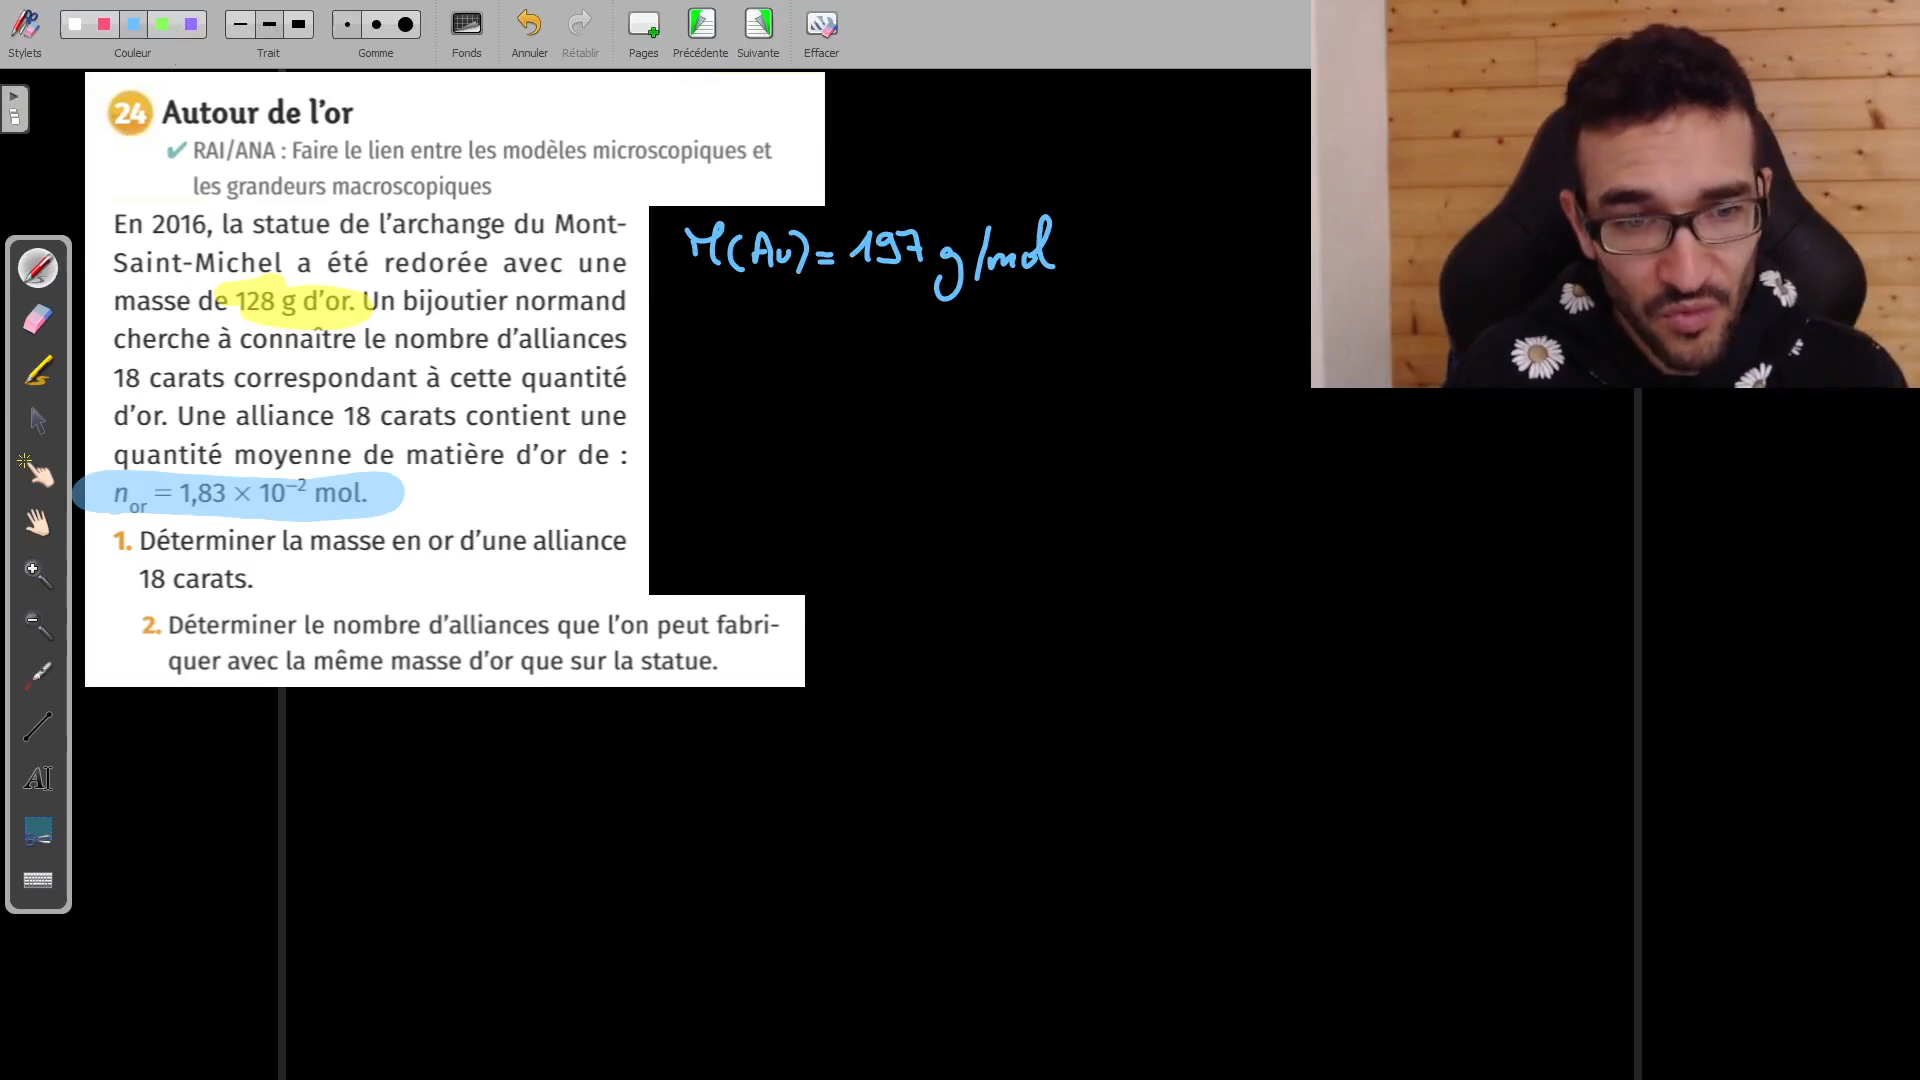 Stylets
Couleur
Trait
Gomme
Fonds
Annuler
Rétablir
Pages
Précédente
Suivante
Effacer
24 Autour de l'or
✔ RAI/ANA : Faire le lien entre les modèles microscopiques et
les grandeurs macroscopiques
En 2016, la statue de l'archange du Mont-
Saint-Michel a été redorée avec une
masse de 128 g d'or. Un bijoutier normand
cherche à connaître le nombre d'alliances
18 carats correspondant à cette quantité
d'or. Une alliance 18 carats contient une
quantité moyenne de matière d'or de :
n_or = 1,83 × 10⁻² mol.
1. Déterminer la masse en or d'une alliance
18 carats.
2. Déterminer le nombre d'alliances que l'on peut fabri-
quer avec la même masse d'or que sur la statue.
M(Au) = 197 g/mol
AI